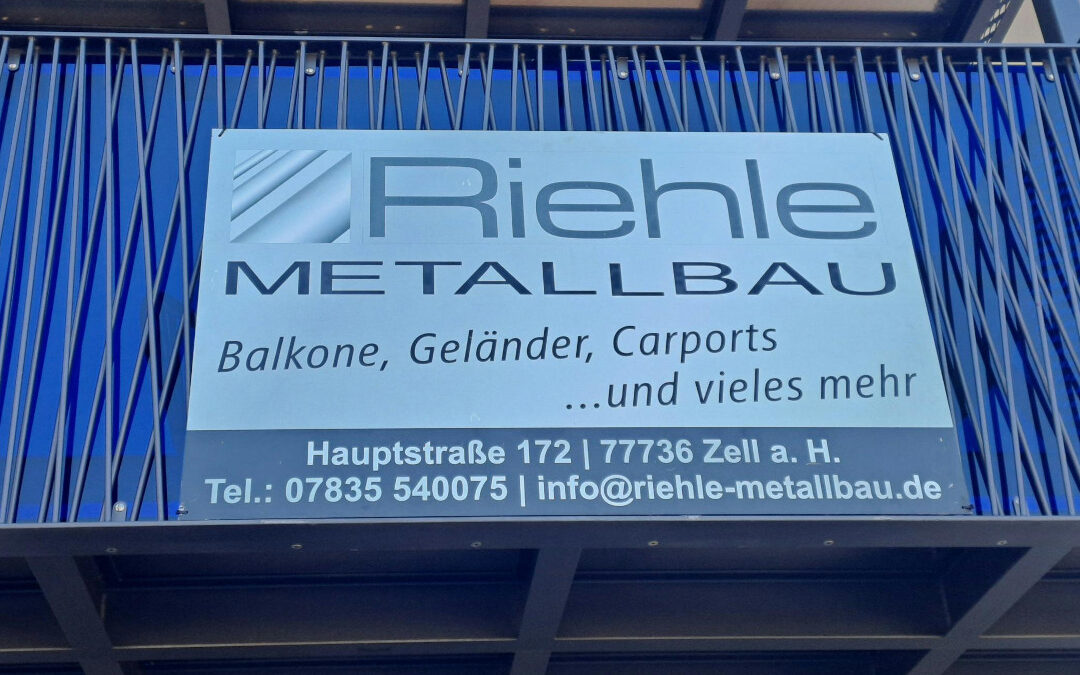 Riehle
METALLBAU
Balkone, Geländer, Carports
...und vieles mehr
Hauptstraße 172 | 77736 Zell a. H.
Tel.: 07835 540075 | info@riehle-metallbau.de